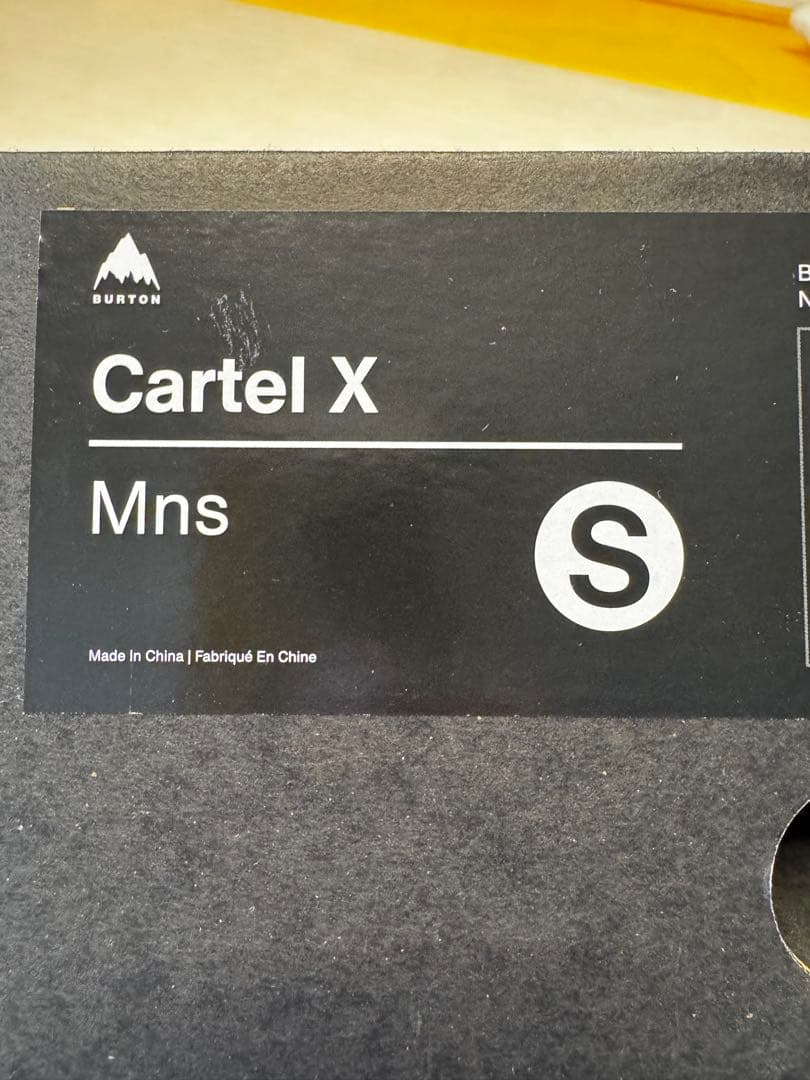 BURTON
Cartel X
Mns
S
Made In China | Fabriqué En Chine